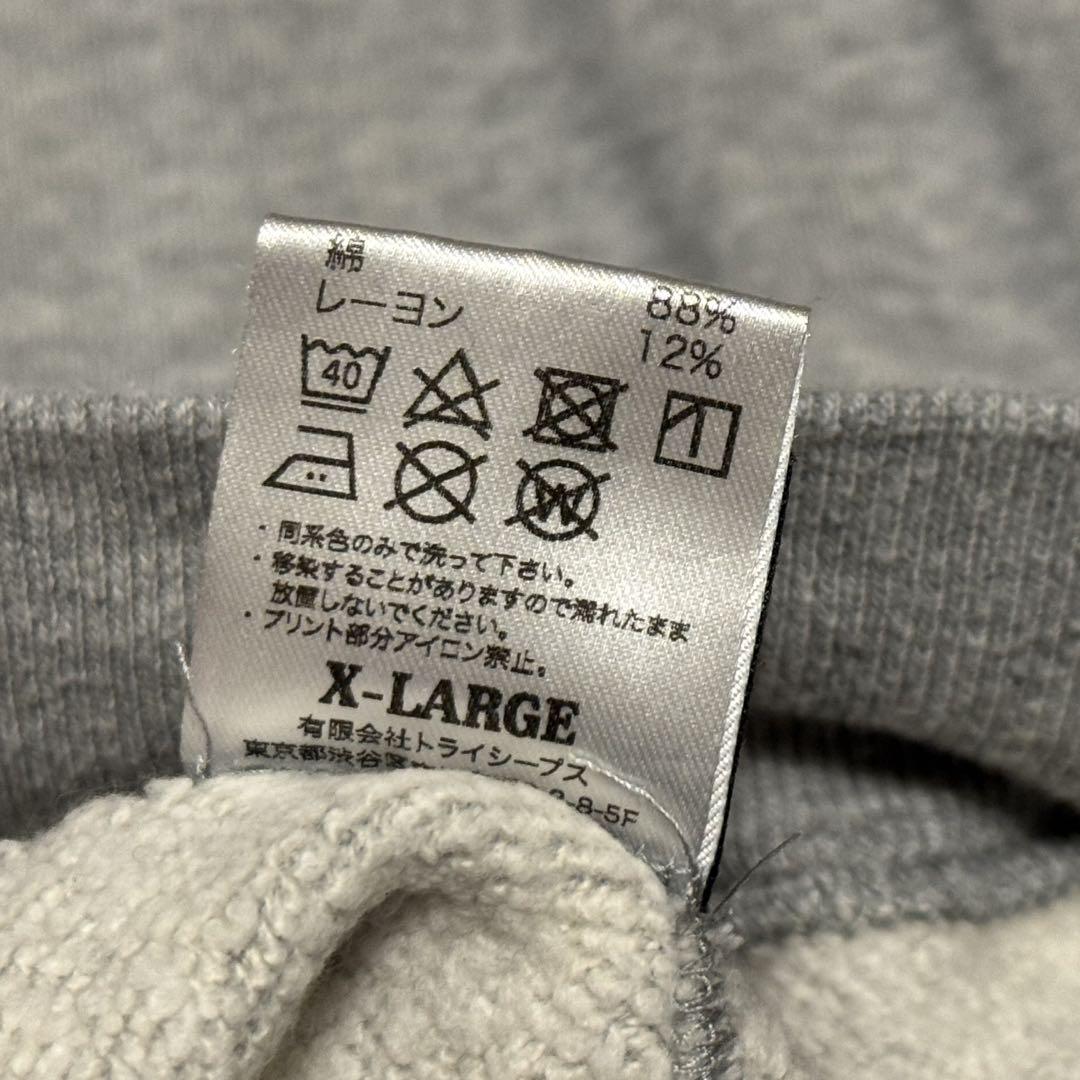 綿 88%
レーヨン 12%
40
W
・同系色のみで洗って下さい。
・移染することがありますので濡れたまま
放置しないでください。
・プリント部分アイロン禁止。
X-LARGE
有限会社トライシープス
東京都渋谷区
-8-5F